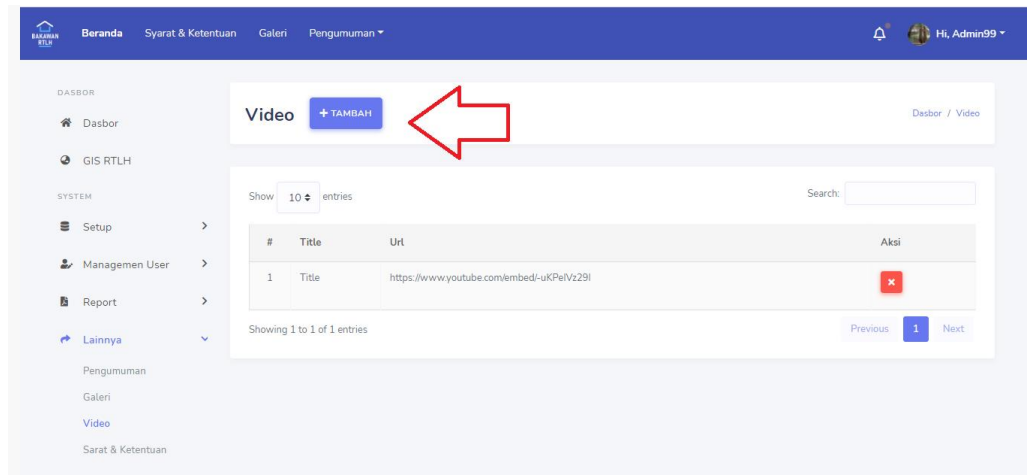 BAKAWAN
RTLH
Beranda Syarat & Ketentuan Galeri Pengumuman
Hi, Admin99
DASBOR
Dasbor
GIS RTLH
SYSTEM
Setup
Managemen User
Report
Lainnya
Pengumuman
Galeri
Video
Sarat & Ketentuan
Video + TAMBAH
Dasbor / Video
Show 10 entries
Search:
# Title Url Aksi
1 Title https://www.youtube.com/embed/-uKPeIVz29I
Showing 1 to 1 of 1 entries
Previous 1 Next